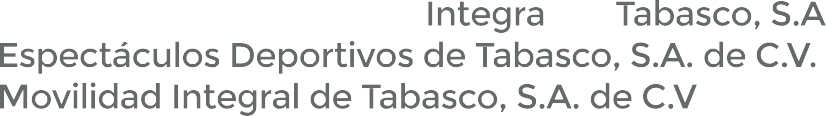 Integra Tabasco, S.A
Espectáculos Deportivos de Tabasco, S.A. de C.V.
Movilidad Integral de Tabasco, S.A. de C.V